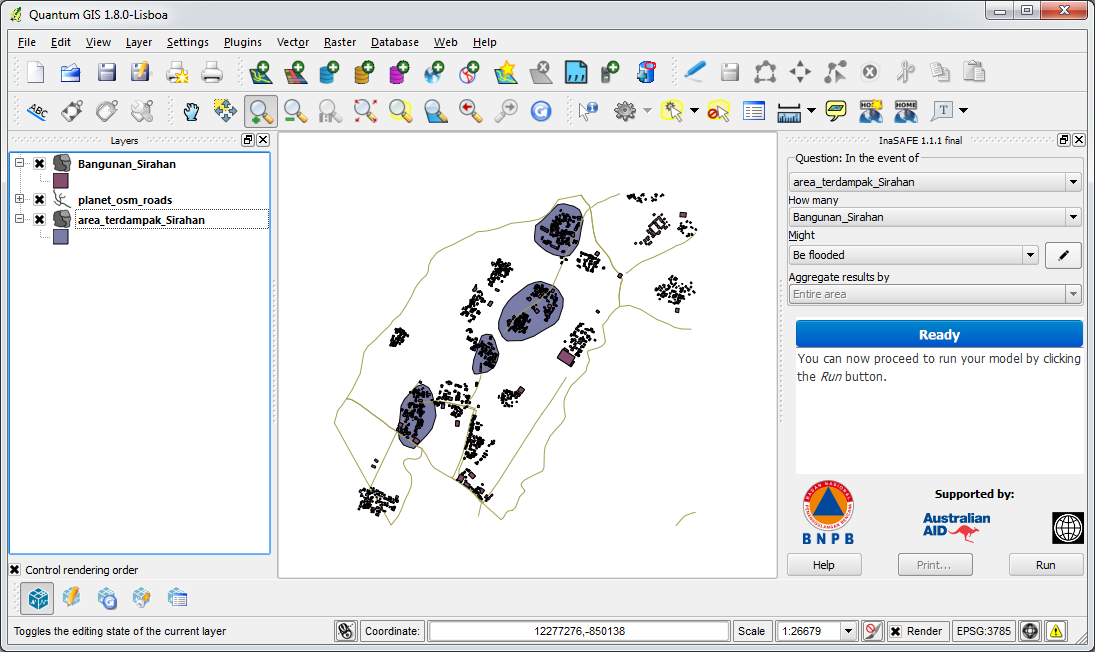 Quantum GIS 1.8.0-Lisboa
File Edit View Layer Settings Plugins Vector Raster Database Web Help
ABC
HOME
HOME
T
Layers
InaSAFE 1.1.1 final
Bangunan_Sirahan
planet_osm_roads
area_terdampak_Sirahan
Question: In the event of
area_terdampak_Sirahan
How many
Bangunan_Sirahan
Might
Be flooded
Aggregate results by
Entire area
Ready
You can now proceed to run your model by clicking
the Run button.
BNPB
Supported by:
Australian
AID
Help
Print...
Run
Control rendering order
Toggles the editing state of the current layer
Coordinate:
12277276,-850138
Scale
1:26679
Render
EPSG:3785